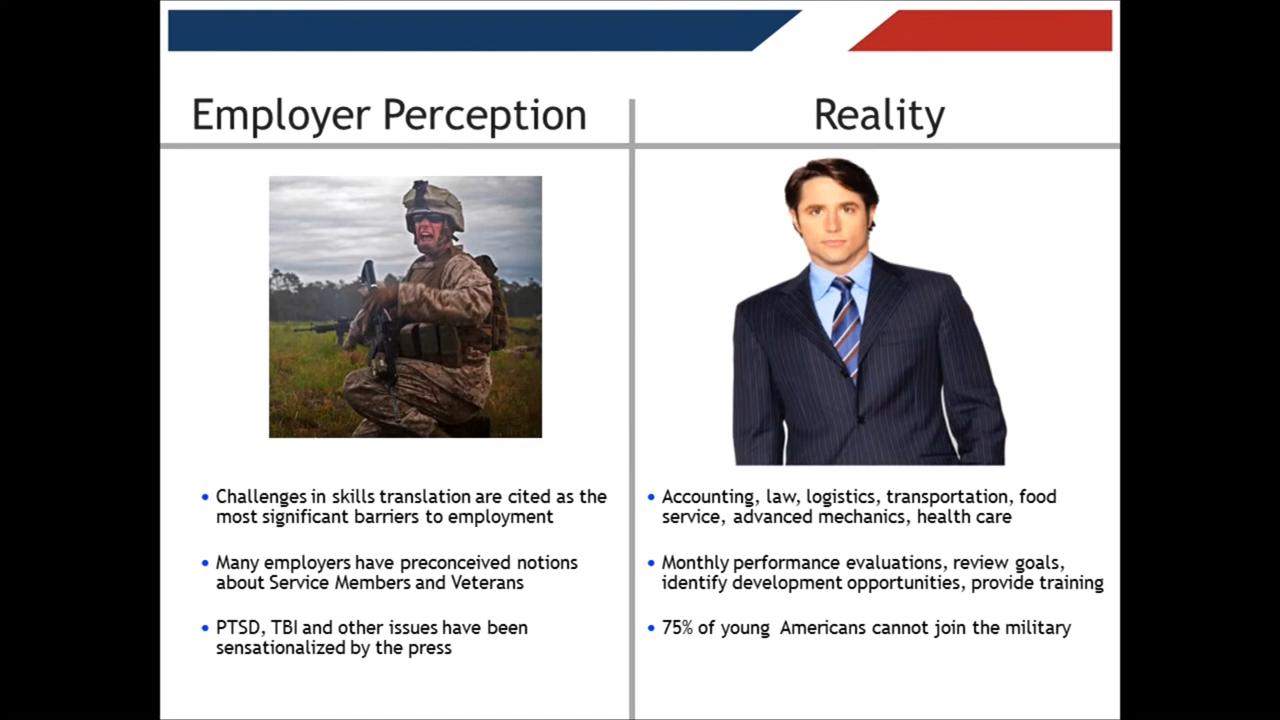 Employer Perception
Reality
• Challenges in skills translation are cited as the
most significant barriers to employment
• Many employers have preconceived notions
about Service Members and Veterans
• PTSD, TBI and other issues have been
sensationalized by the press
• Accounting, law, logistics, transportation, food
service, advanced mechanics, health care
• Monthly performance evaluations, review goals,
identify development opportunities, provide training
• 75% of young  Americans cannot join the military